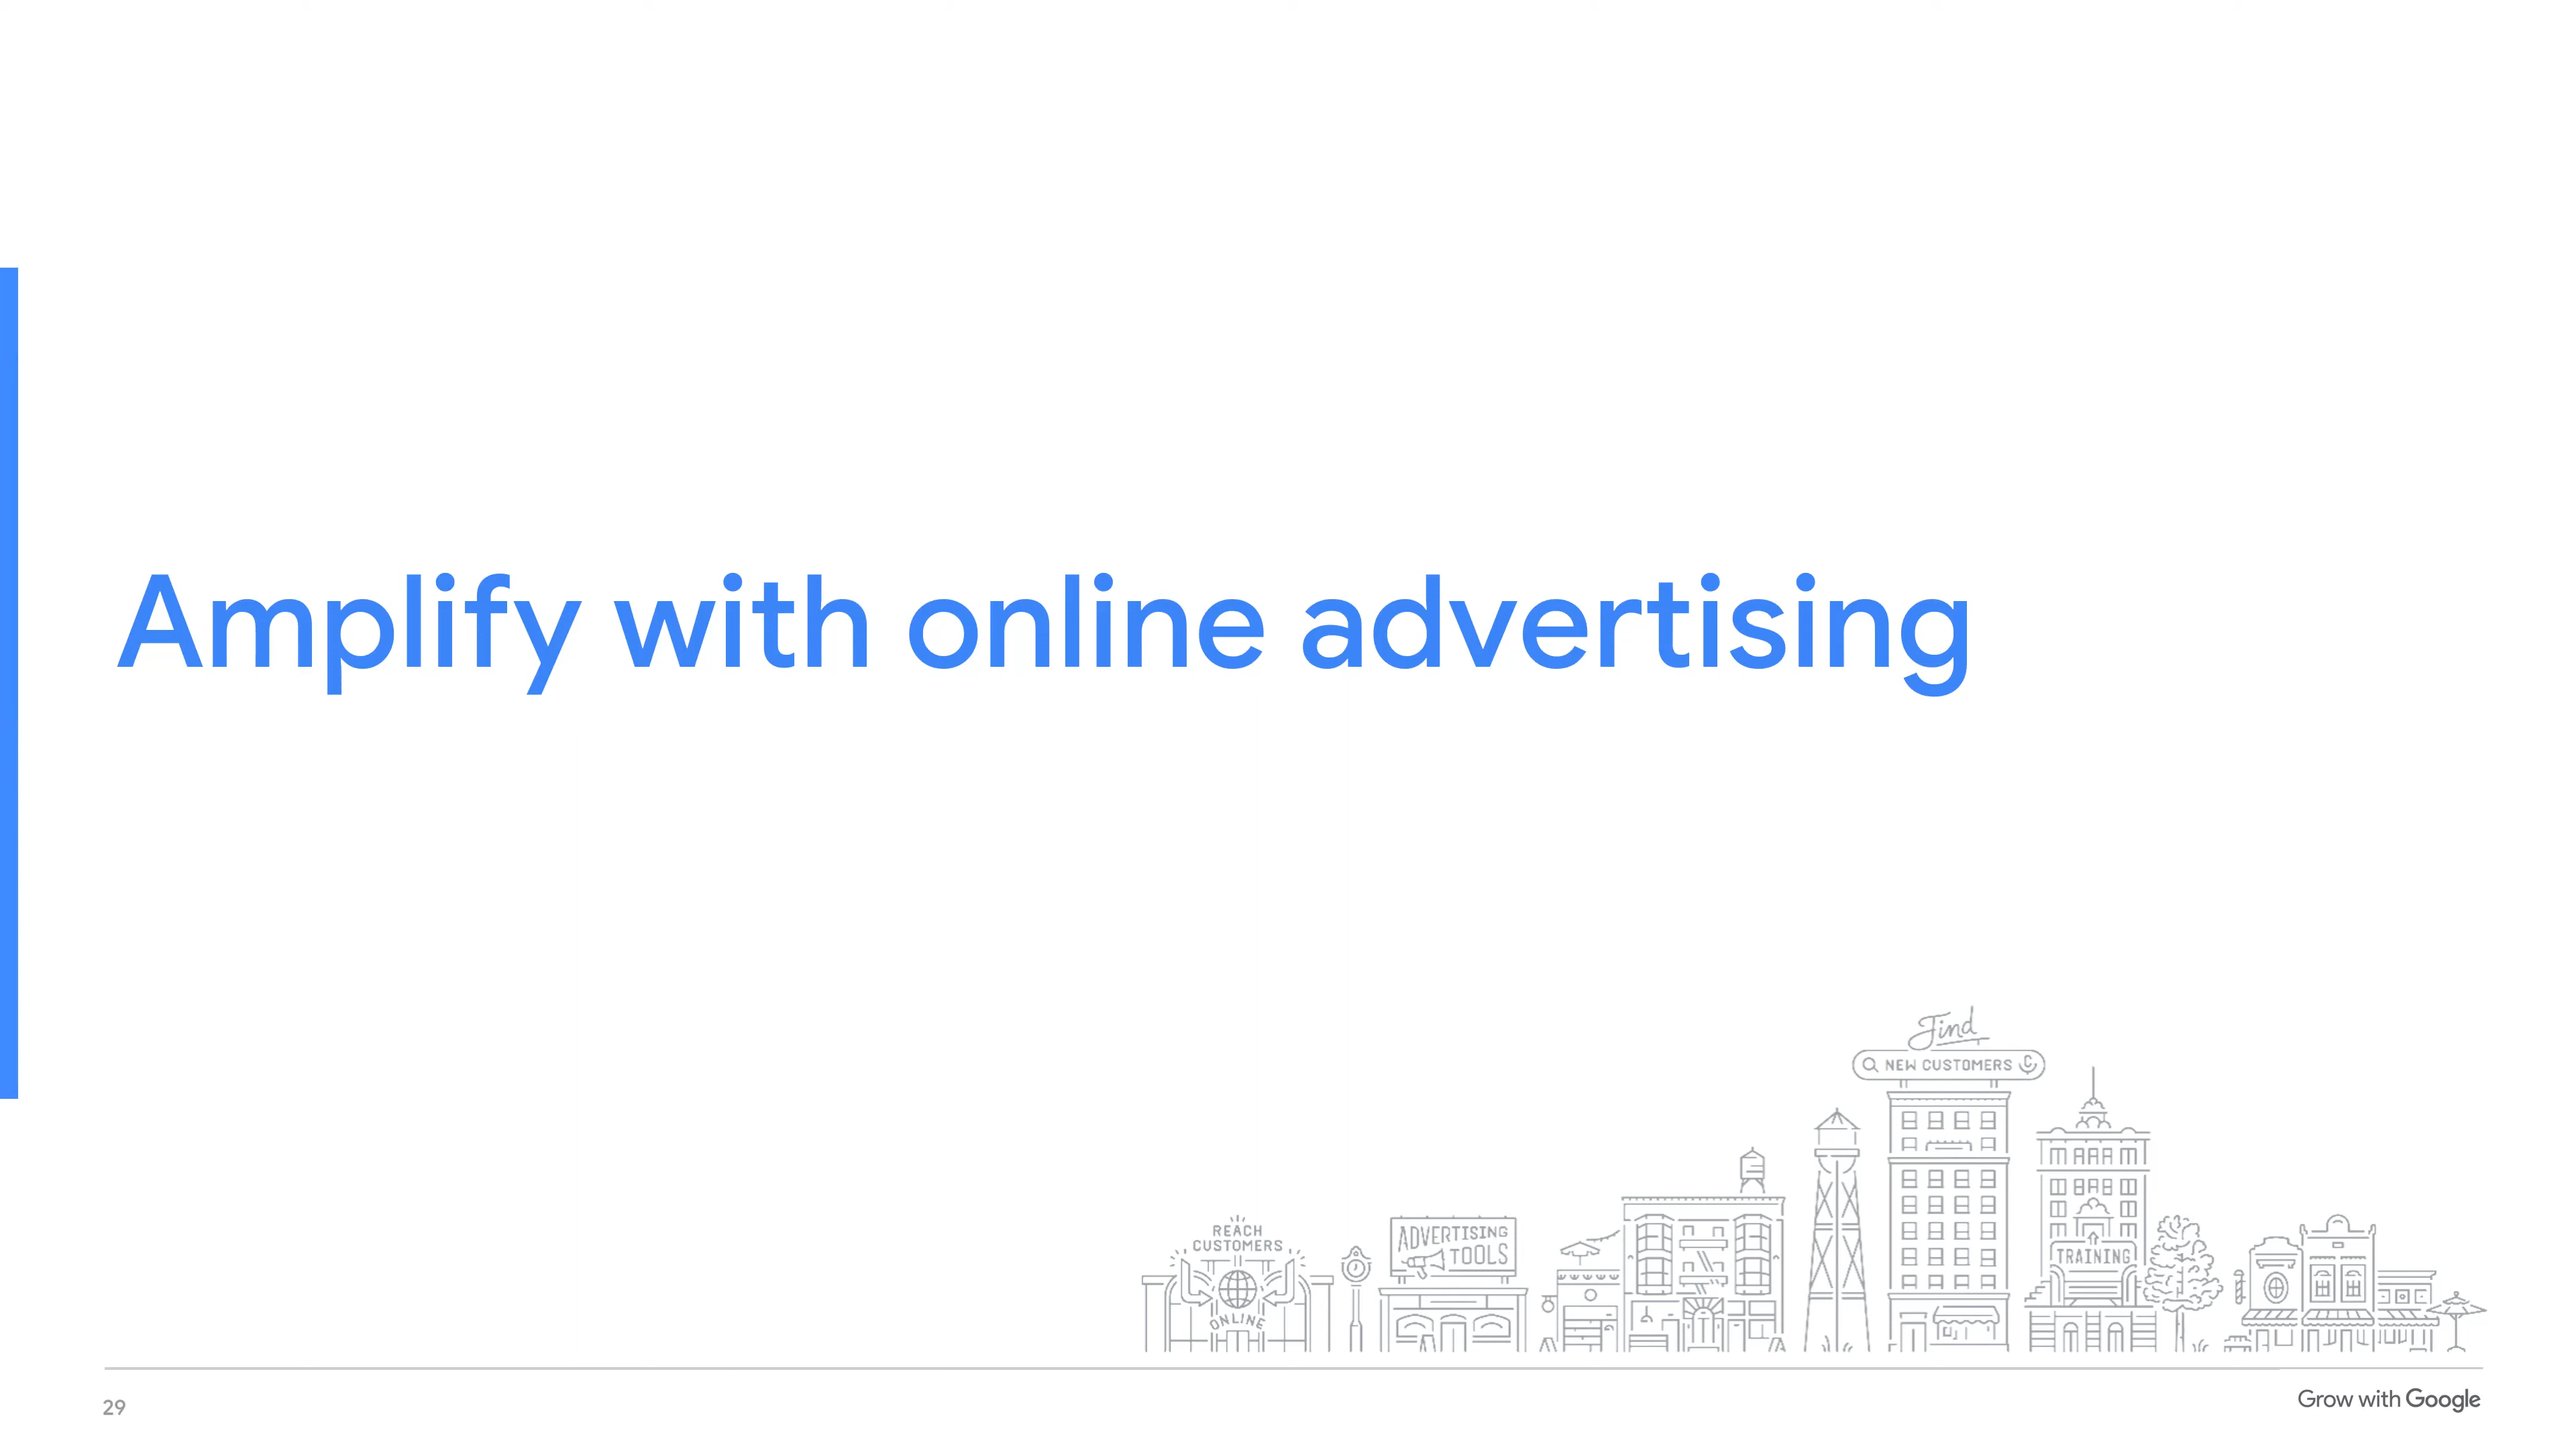 Amplify with online advertising
Find
NEW CUSTOMERS
REACH
CUSTOMERS
ONLINE
ADVERTISING
TOOLS
TRAINING
29
Grow with Google